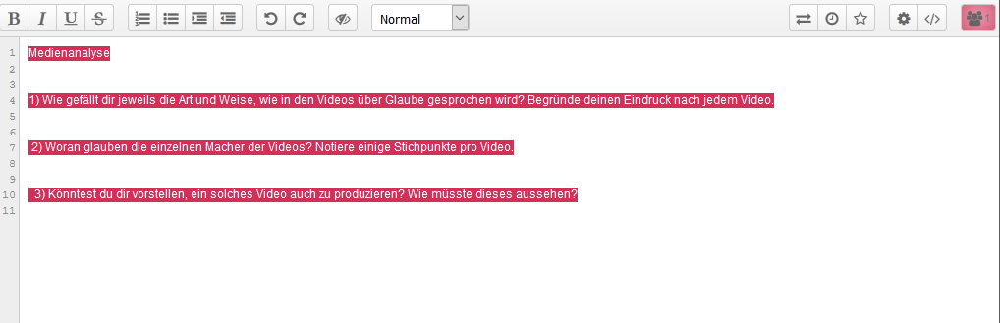 B I U S Normal 1
1 Medienanalyse
2
3
4 1) Wie gefällt dir jeweils die Art und Weise, wie in den Videos über Glaube gesprochen wird? Begründe deinen Eindruck nach jedem Video.
5
6
7 2) Woran glauben die einzelnen Macher der Videos? Notiere einige Stichpunkte pro Video.
8
9
10 3) Könntest du dir vorstellen, ein solches Video auch zu produzieren? Wie müsste dieses aussehen?
11